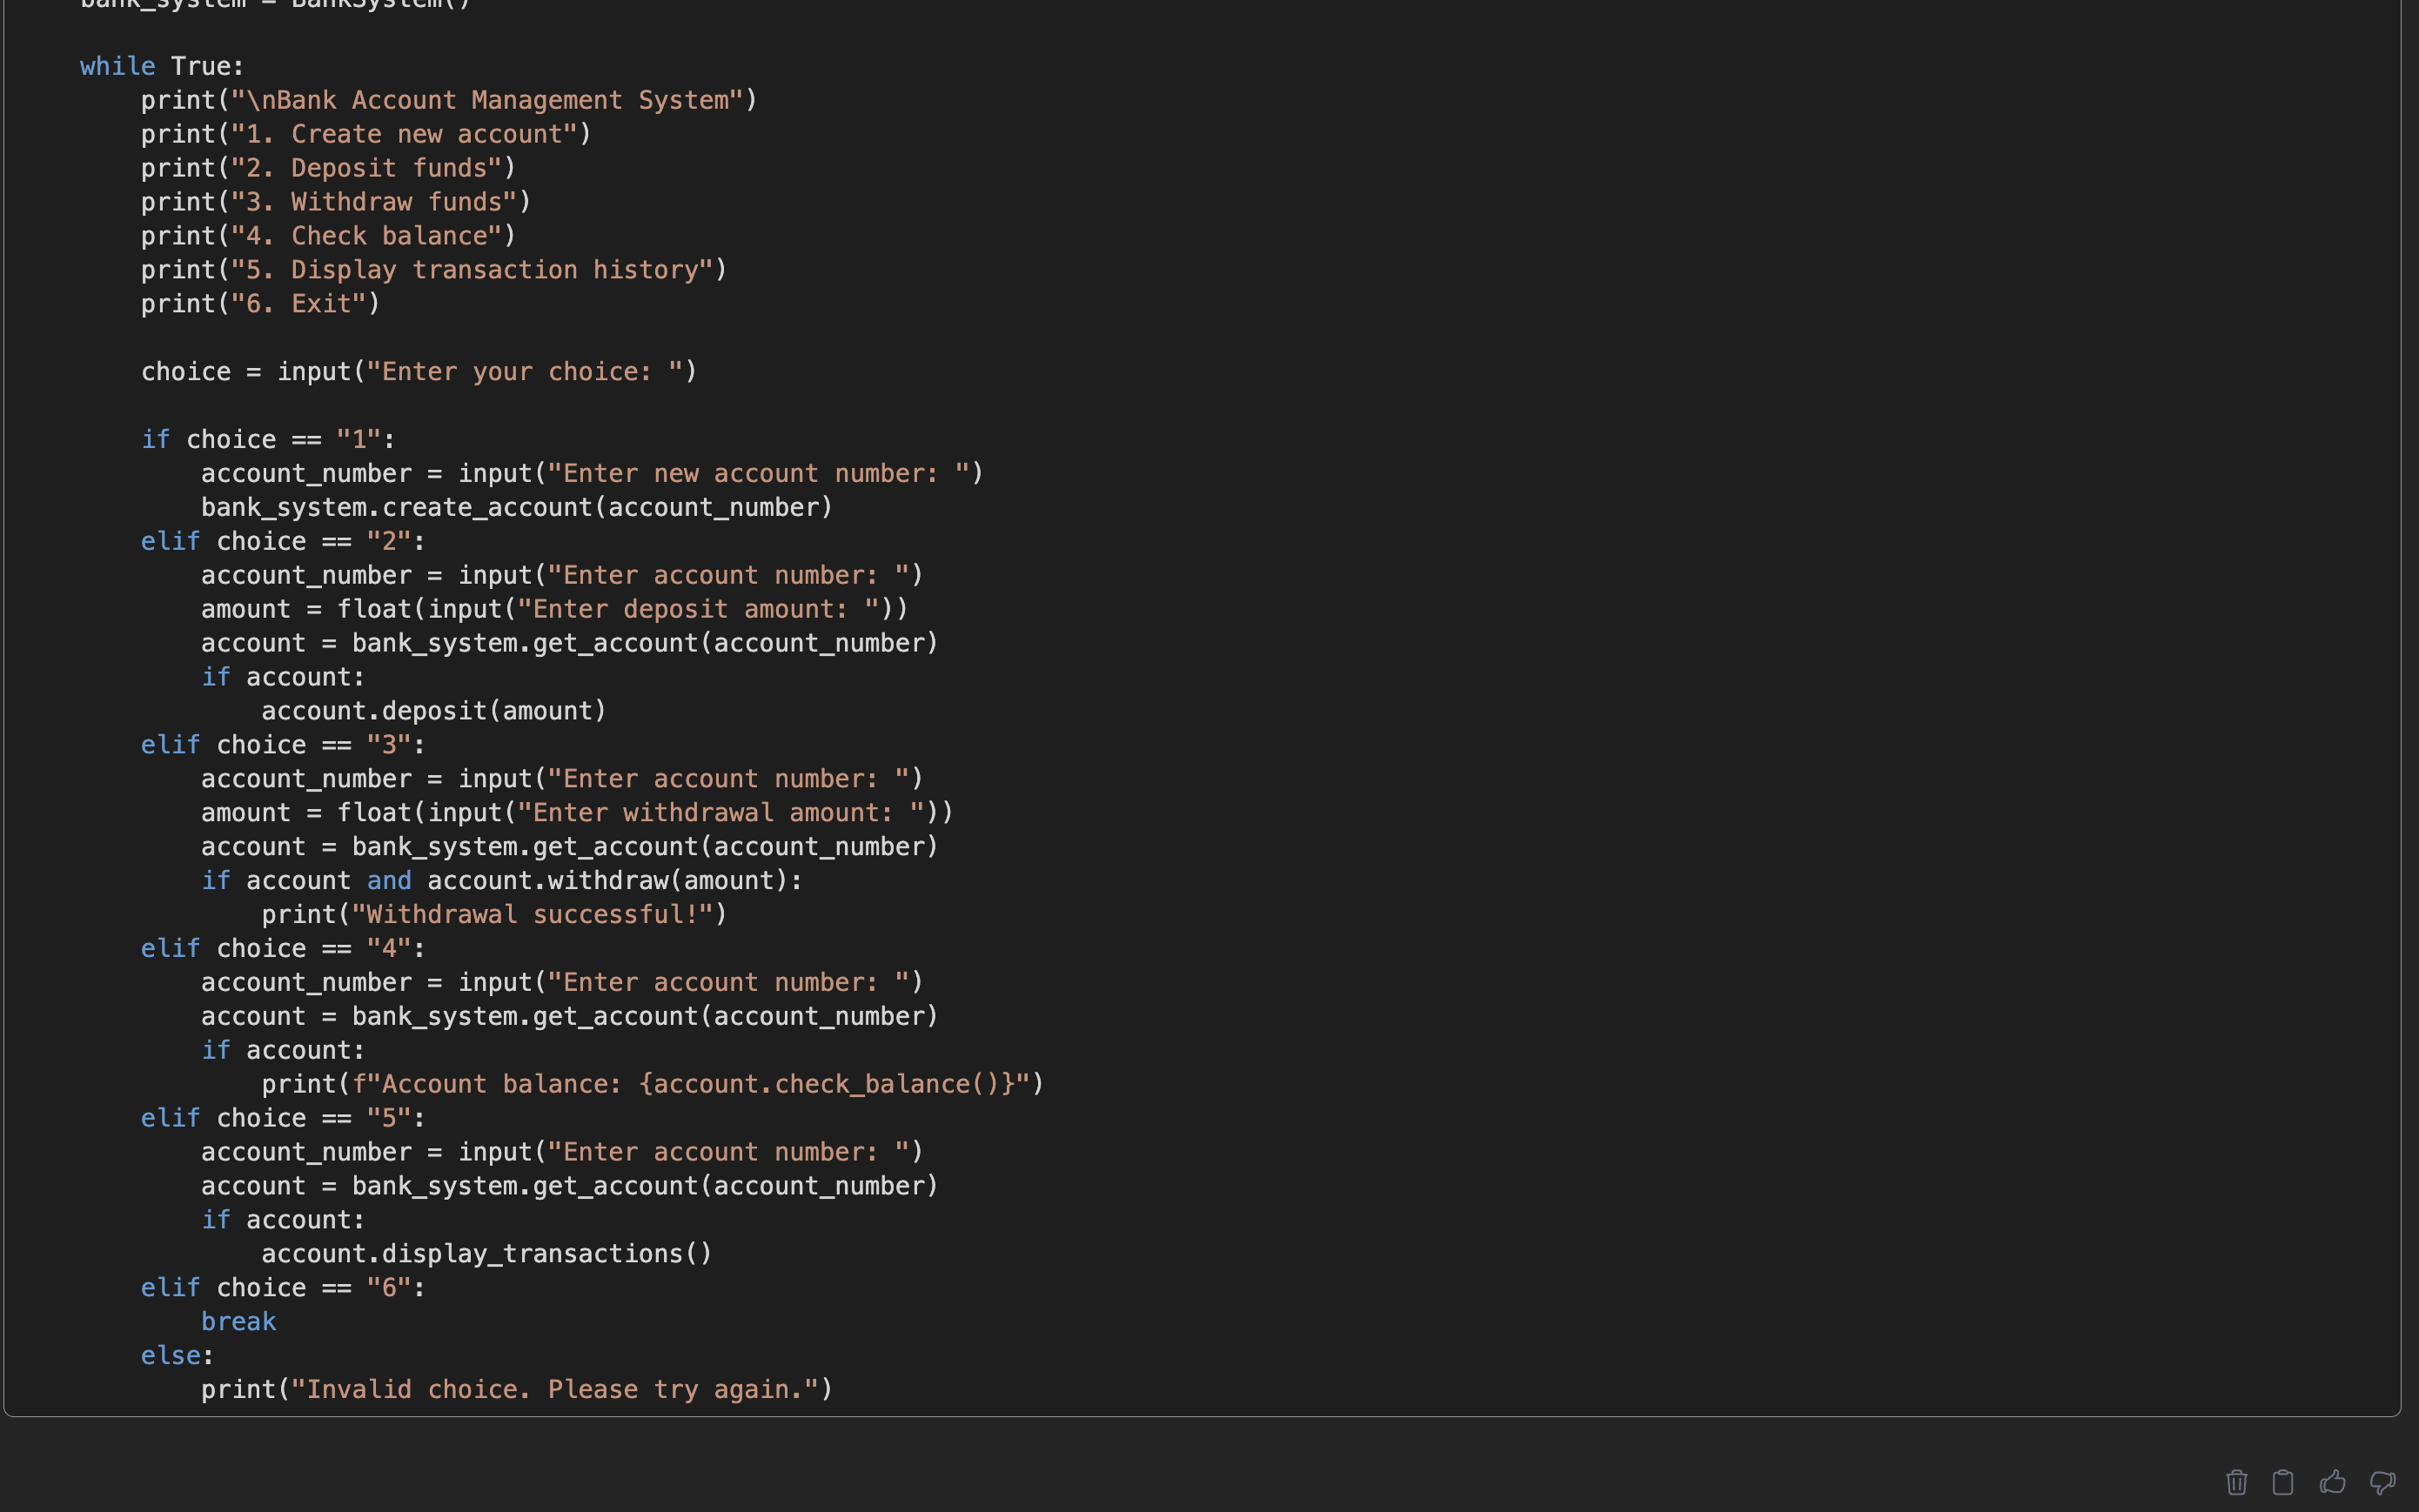 bank_system = BankSystem()
while True:
print("\nBank Account Management System")
print("1. Create new account")
print("2. Deposit funds")
print("3. Withdraw funds")
print("4. Check balance")
print("5. Display transaction history")
print("6. Exit")
choice = input("Enter your choice: ")
if choice == "1":
account_number = input("Enter new account number: ")
bank_system.create_account(account_number)
elif choice == "2":
account_number = input("Enter account number: ")
amount = float(input("Enter deposit amount: "))
account = bank_system.get_account(account_number)
if account:
account.deposit(amount)
elif choice == "3":
account_number = input("Enter account number: ")
amount = float(input("Enter withdrawal amount: "))
account = bank_system.get_account(account_number)
if account and account.withdraw(amount):
print("Withdrawal successful!")
elif choice == "4":
account_number = input("Enter account number: ")
account = bank_system.get_account(account_number)
if account:
print(f"Account balance: {account.check_balance()}")
elif choice == "5":
account_number = input("Enter account number: ")
account = bank_system.get_account(account_number)
if account:
account.display_transactions()
elif choice == "6":
break
else:
print("Invalid choice. Please try again.")